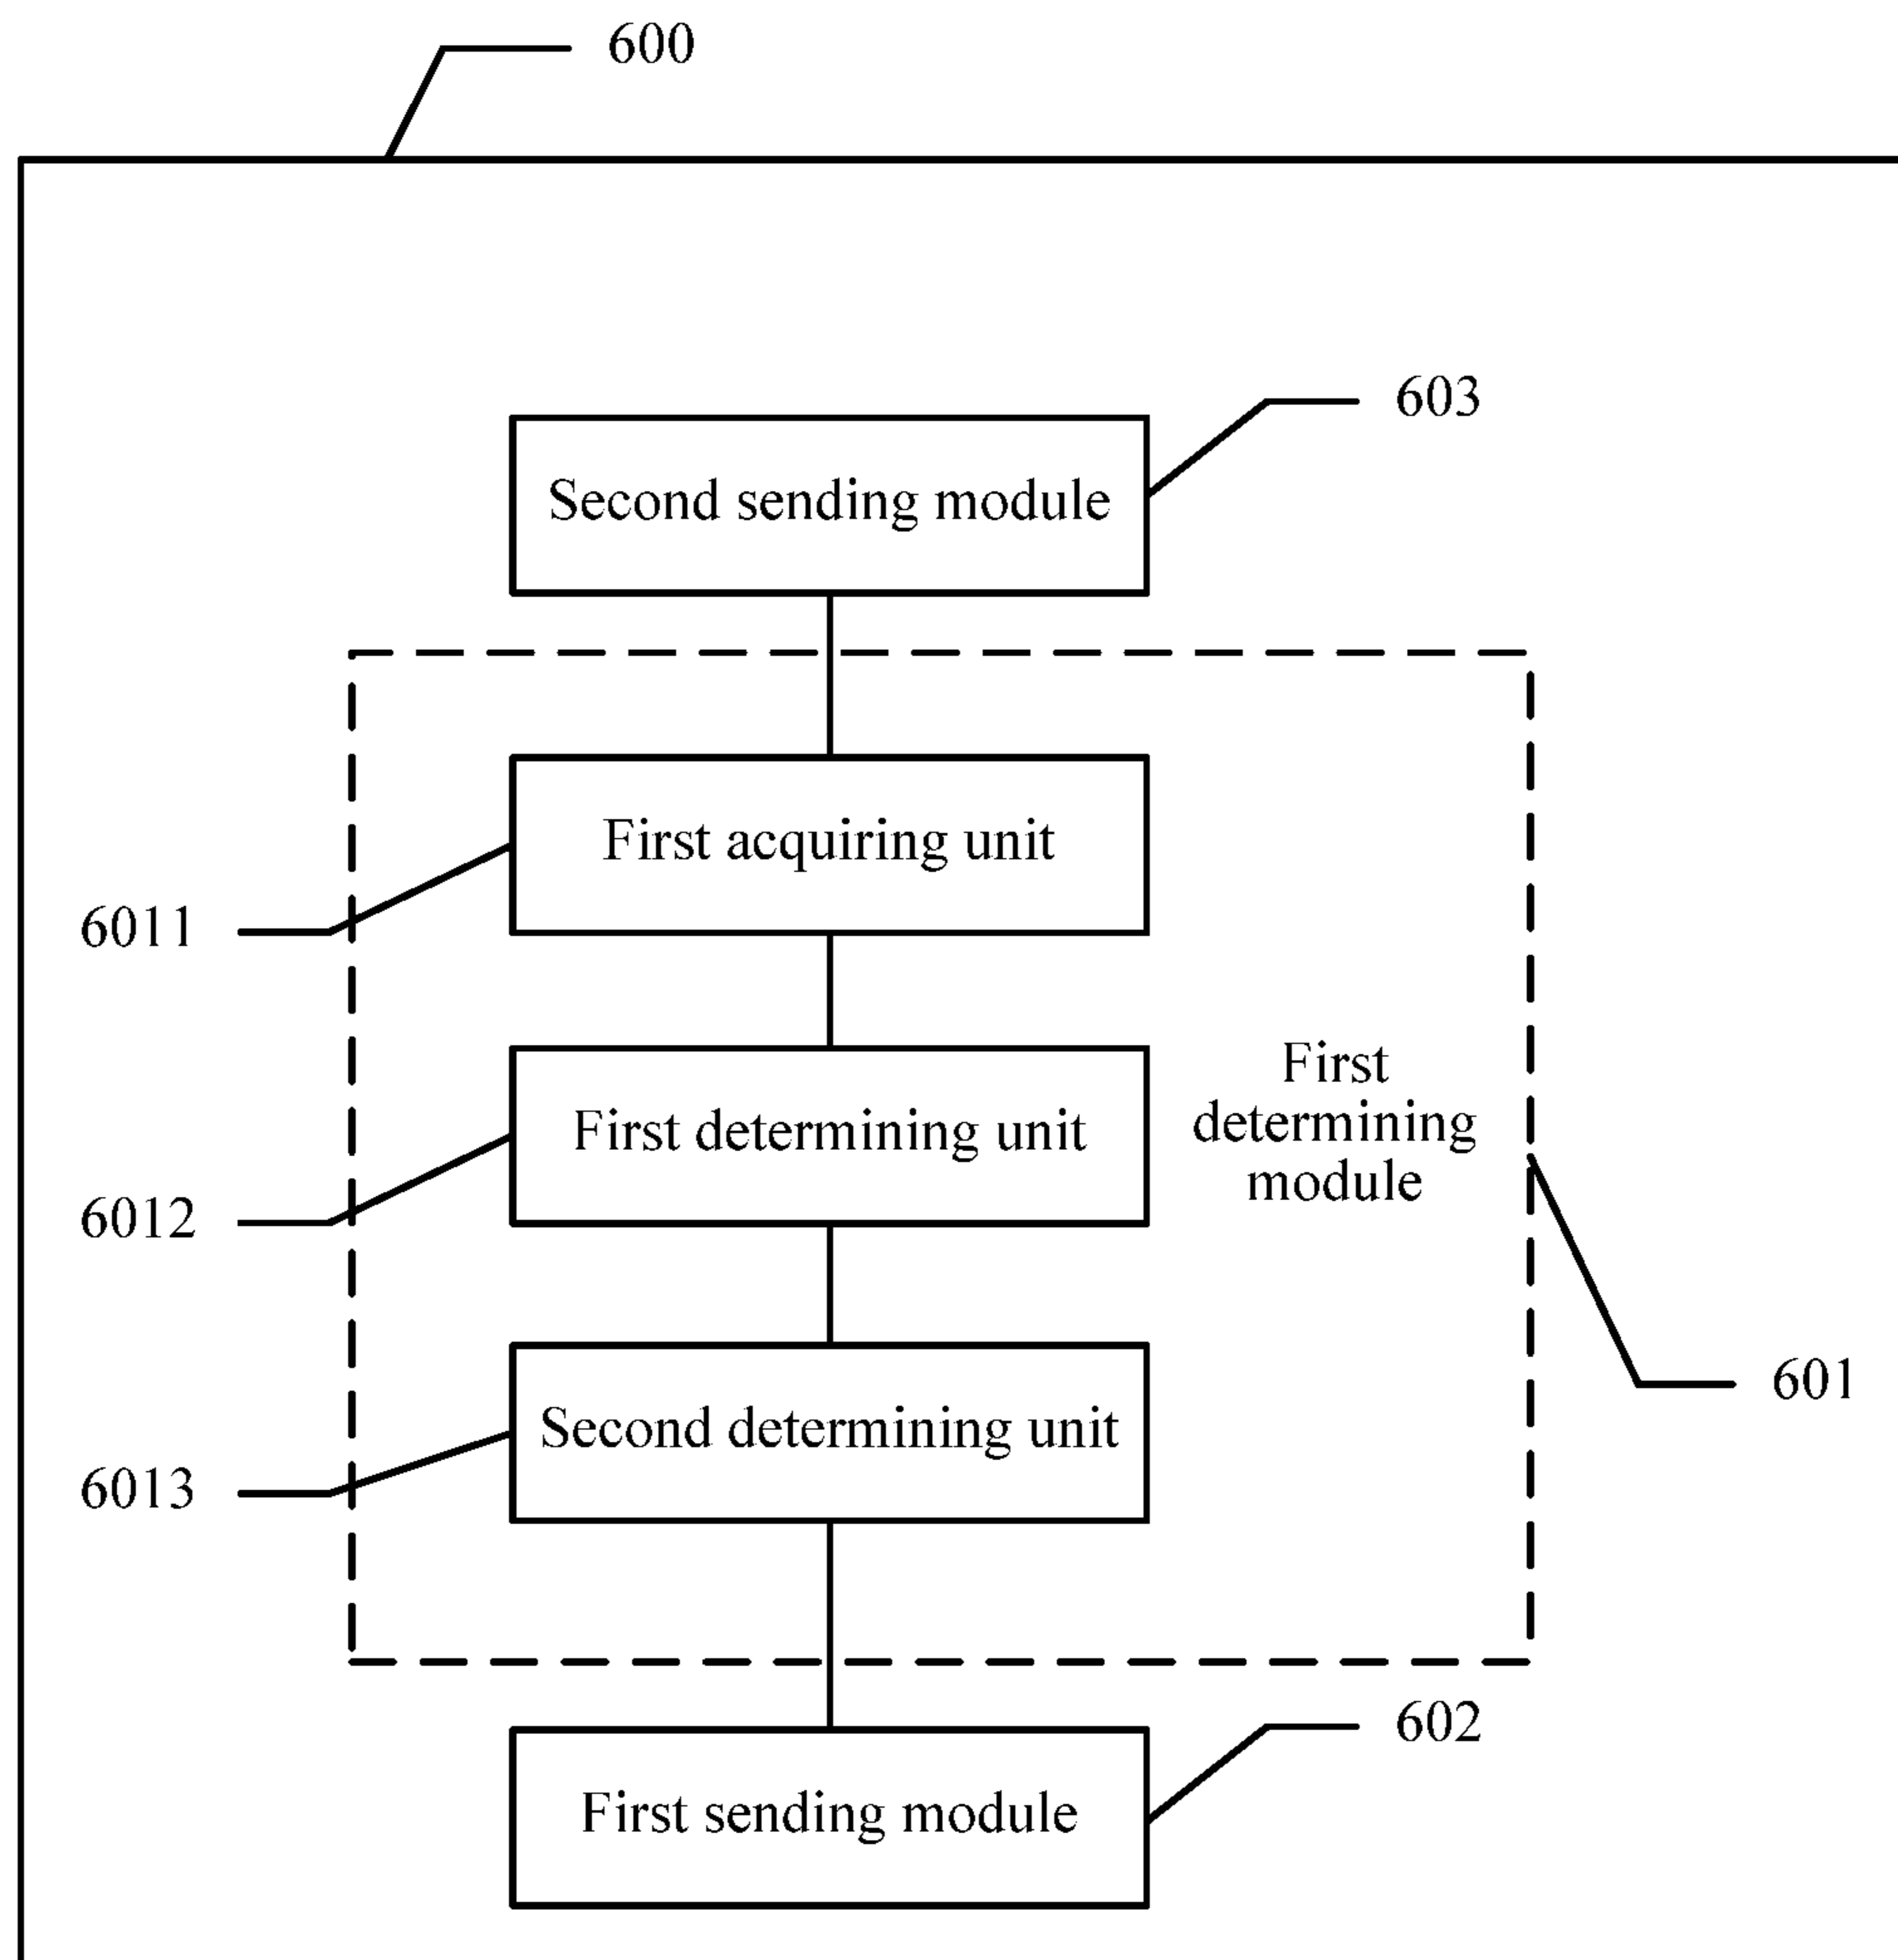 600
603
Second sending module
First acquiring unit
6011
First
determining
module
First determining unit
6012
601
Second determining unit
6013
602
First sending module